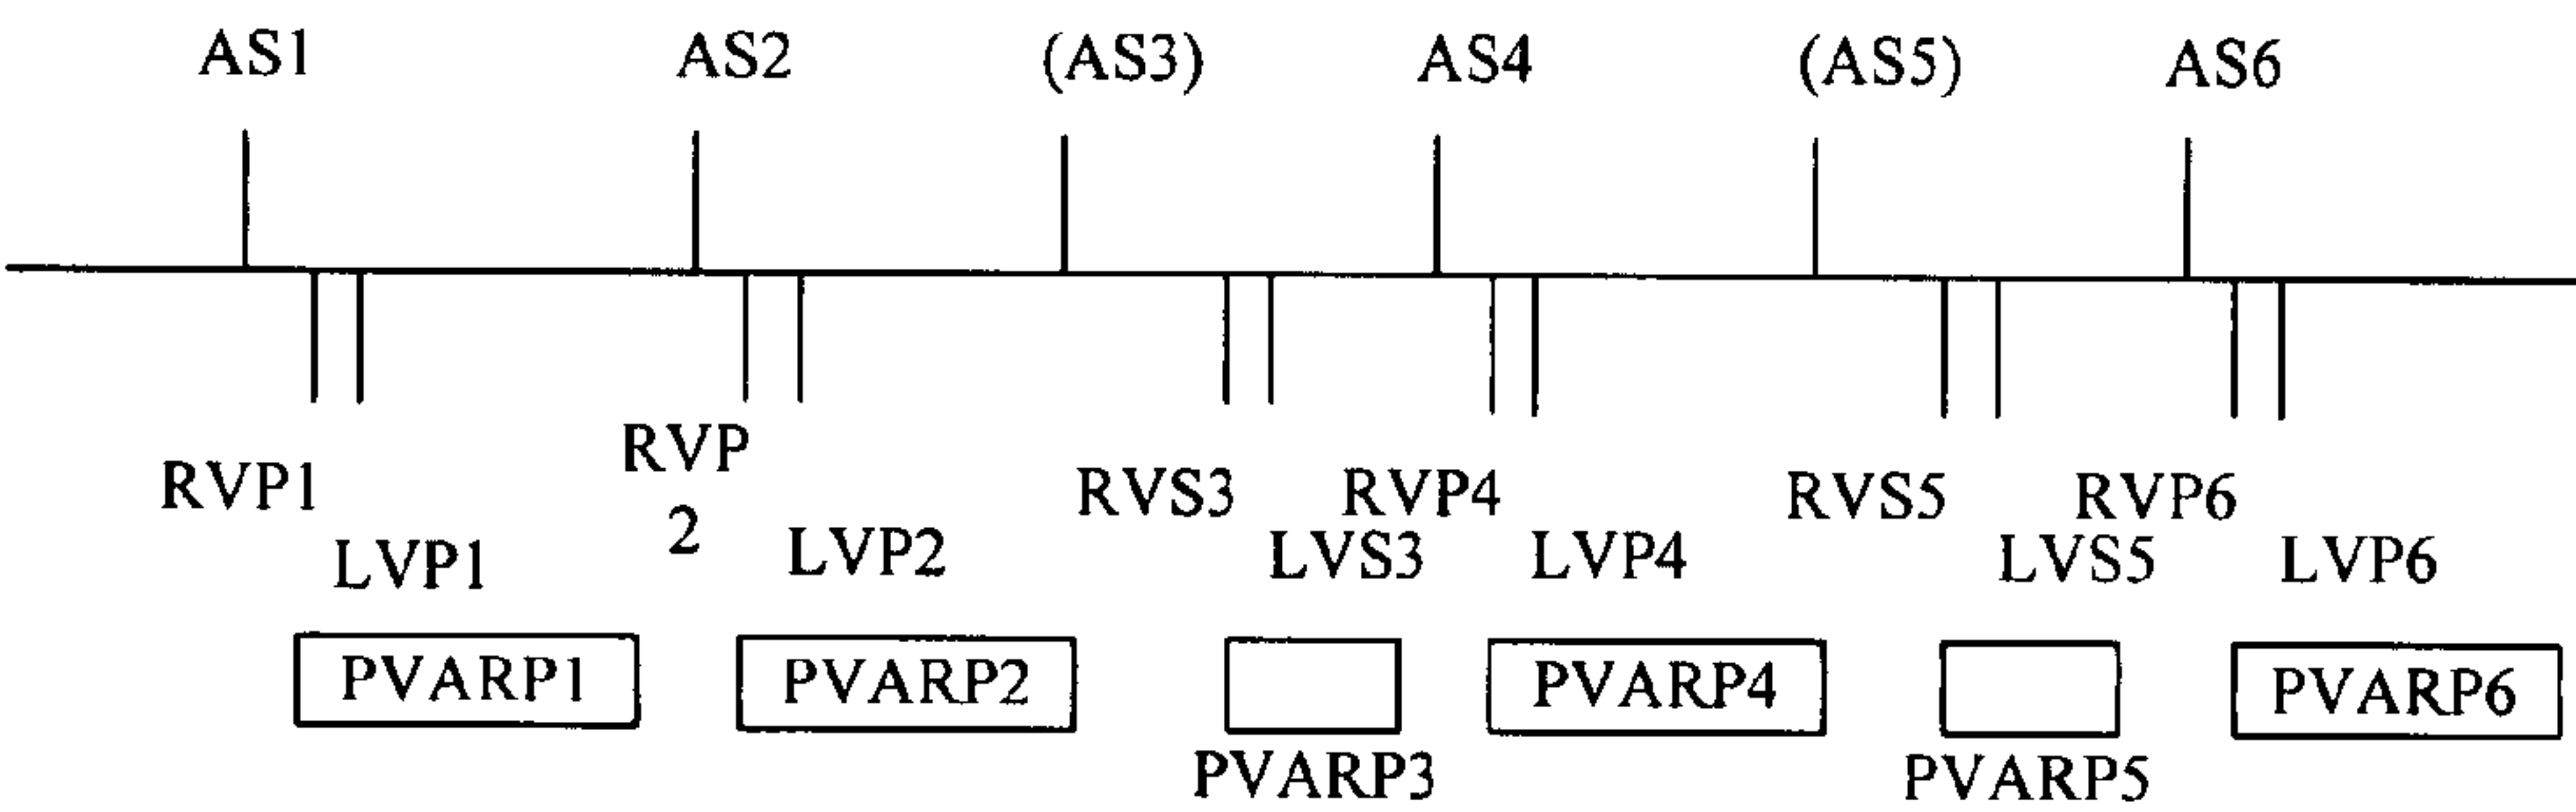 AS1 AS2 (AS3) AS4 (AS5) AS6
RVP1 RVP
2 RVS3 RVP4 RVS5 RVP6
LVP1 LVP2 LVS3 LVP4 LVS5 LVP6
PVARP1 PVARP2 PVARP4 PVARP6
PVARP3 PVARP5